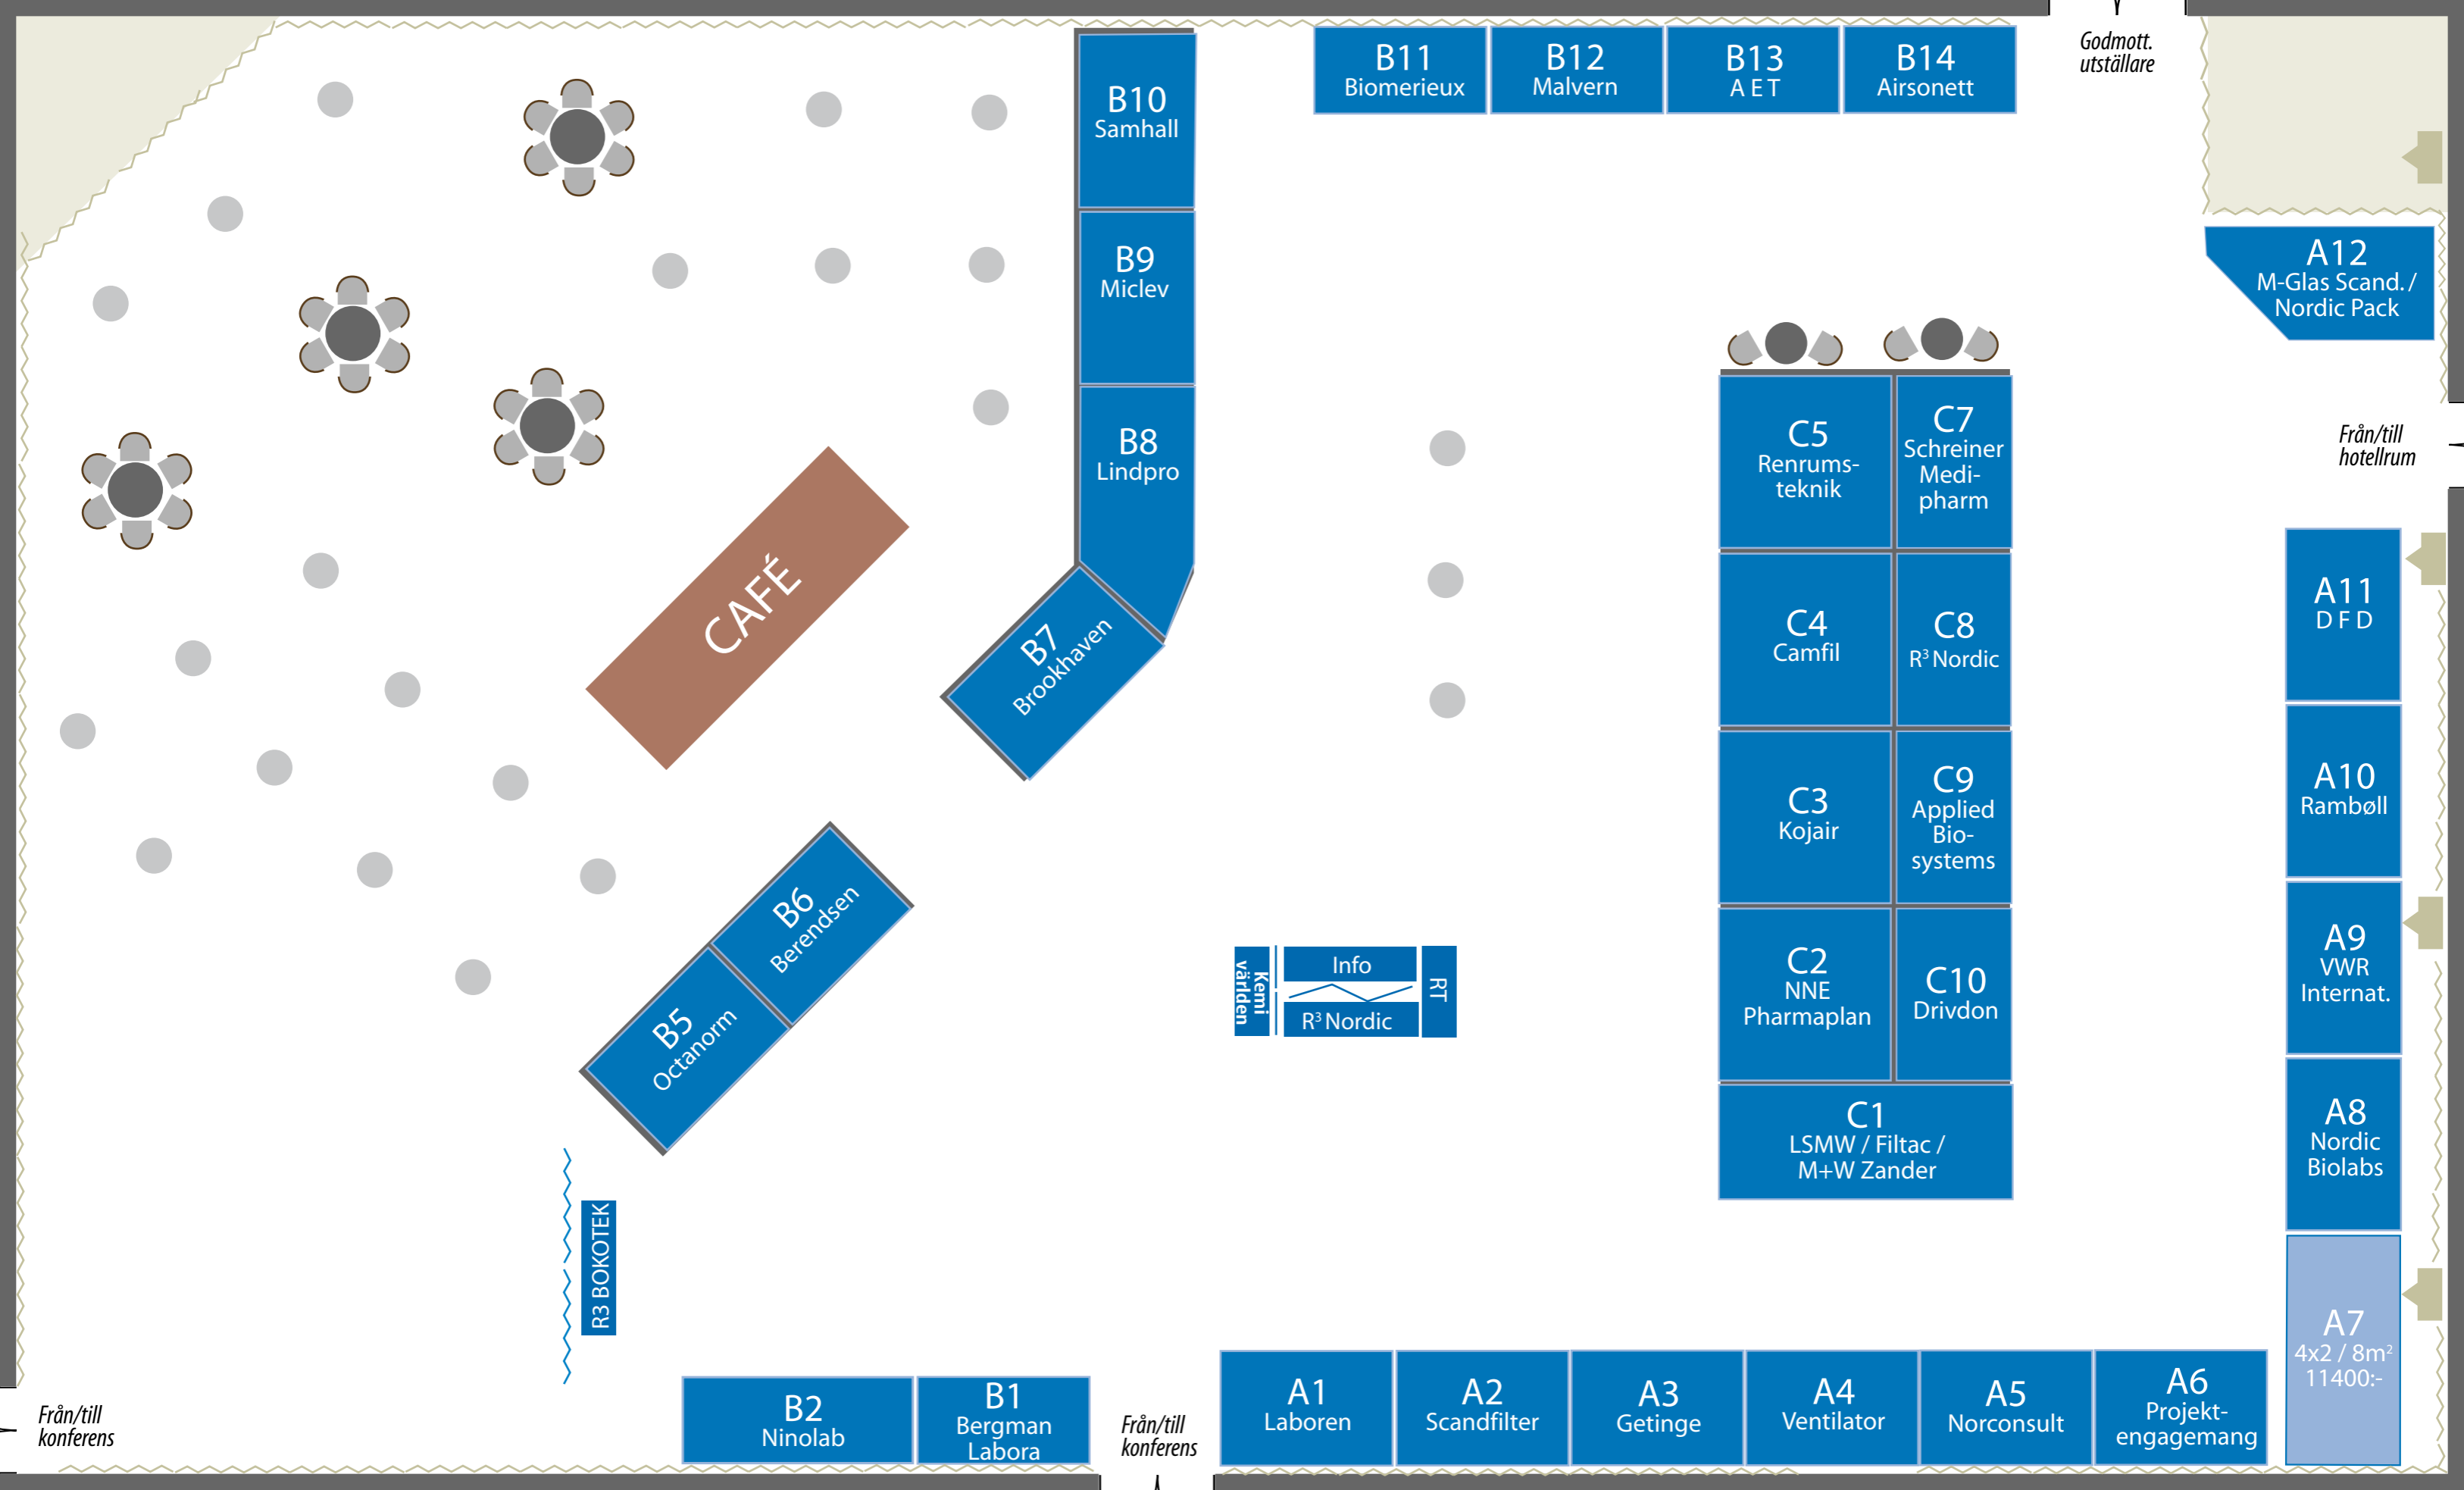 B11
Biomerieux
B12
Malvern
B13
A E T
B14
Airsonett
Godmott.
utställare
B10
Samhall
B9
Miclev
B8
Lindpro
B7
Brookhaven
CAFÉ
B6
Berendsen
B5
Octanorm
R3 BOKOTEK
A12
M-Glas Scand. /
Nordic Pack
Från/till
hotellrum
C5
Renrums-
teknik
C7
Schreiner
Medi-
pharm
C4
Camfil
C8
R³ Nordic
C3
Kojair
C9
Applied
Bio-
systems
C2
NNE
Pharmaplan
C10
Drivdon
C1
LSMW / Filtac /
M+W Zander
Kemi
världen
Info
R³ Nordic
RT
A11
D F D
A10
Rambøll
A9
VWR
Internat.
A8
Nordic
Biolabs
A7
4x2 / 8m²
11400:-
Från/till
konferens
B2
Ninolab
B1
Bergman
Labora
Från/till
konferens
A1
Laboren
A2
Scandfilter
A3
Getinge
A4
Ventilator
A5
Norconsult
A6
Projekt-
engagemang